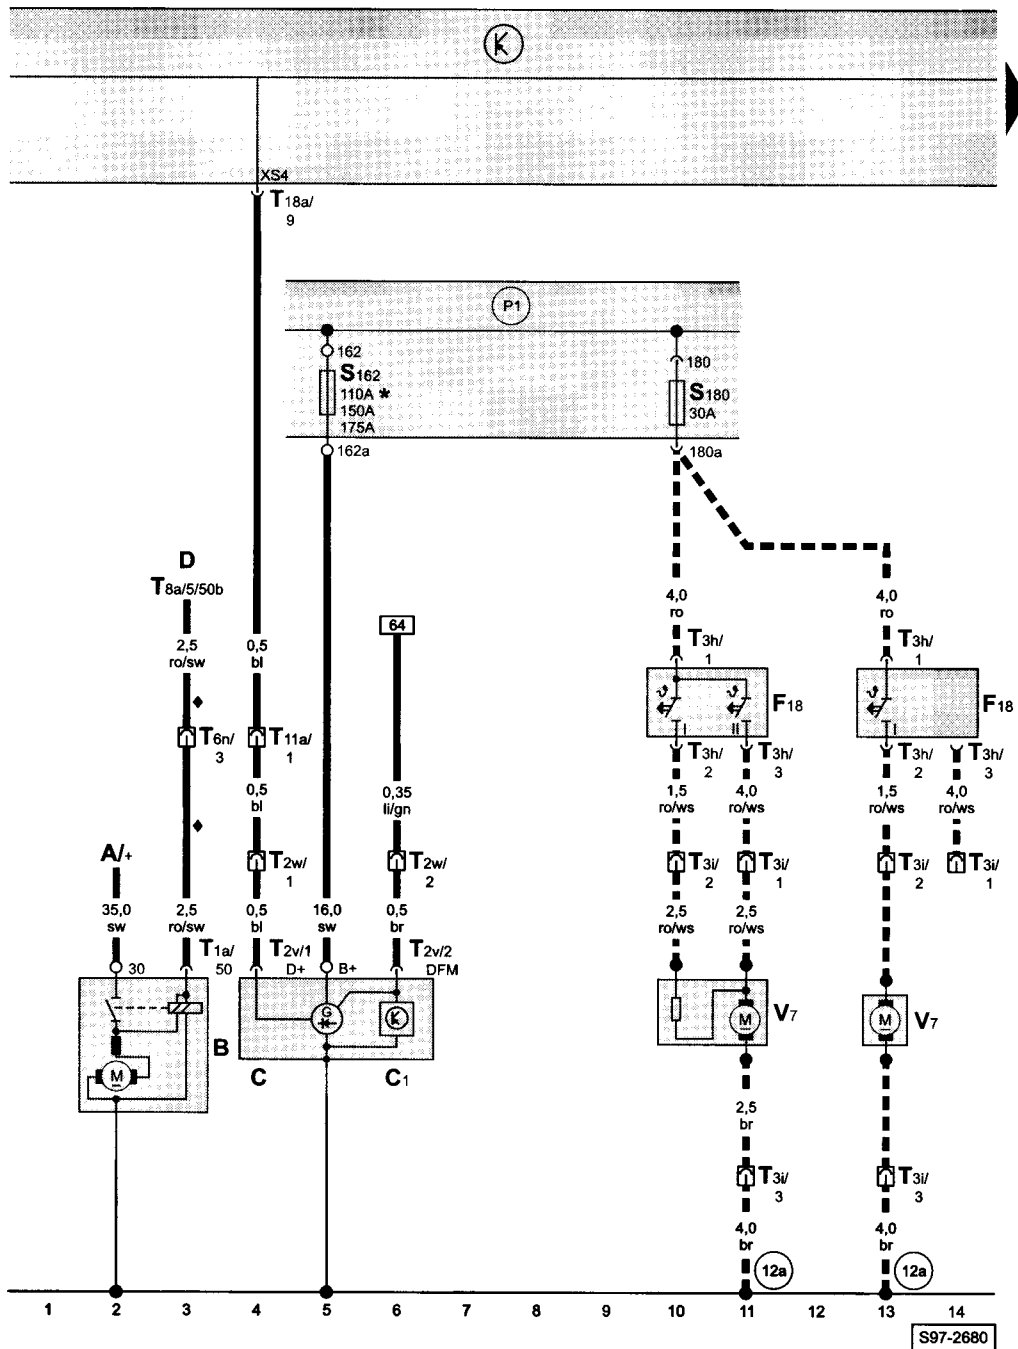 XS4
T18a/
9
P1
162
S162
110A *
150A
175A
162a
180
S180
30A
180a
D
T8a/5/50b
2,5
ro/sw
0,5
bl
64
4,0
ro
4,0
ro
T3h/
1
T3h/
1
F18
F18
I
II
I
T6n/
3
T11a/
1
T3h/
2
T3h/
3
T3h/
2
T3h/
3
0,5
bl
0,35
li/gn
1,5
ro/ws
4,0
ro/ws
1,5
ro/ws
4,0
ro/ws
A/+
T2w/
1
T2w/
2
T3i/
2
T3i/
1
T3i/
2
T3i/
1
35,0
sw
2,5
ro/sw
0,5
bl
16,0
sw
0,5
br
2,5
ro/ws
2,5
ro/ws
T1a/
50
T2v/1
D+
B+
T2v/2
DFM
30
G
M
B
C
C1
M
V7
M
V7
2,5
br
T3i/
3
T3i/
3
4,0
br
4,0
br
12a
12a
1 2 3 4 5 6 7 8 9 10 11 12 13 14
S97-2680